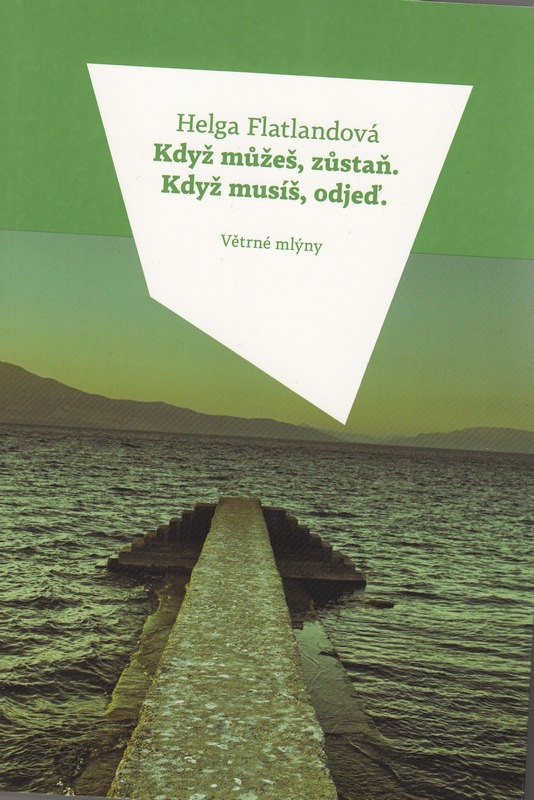 Helga Flatlandová
Když můžeš, zůstaň.
Když musíš, odjeď.
Větrné mlýny